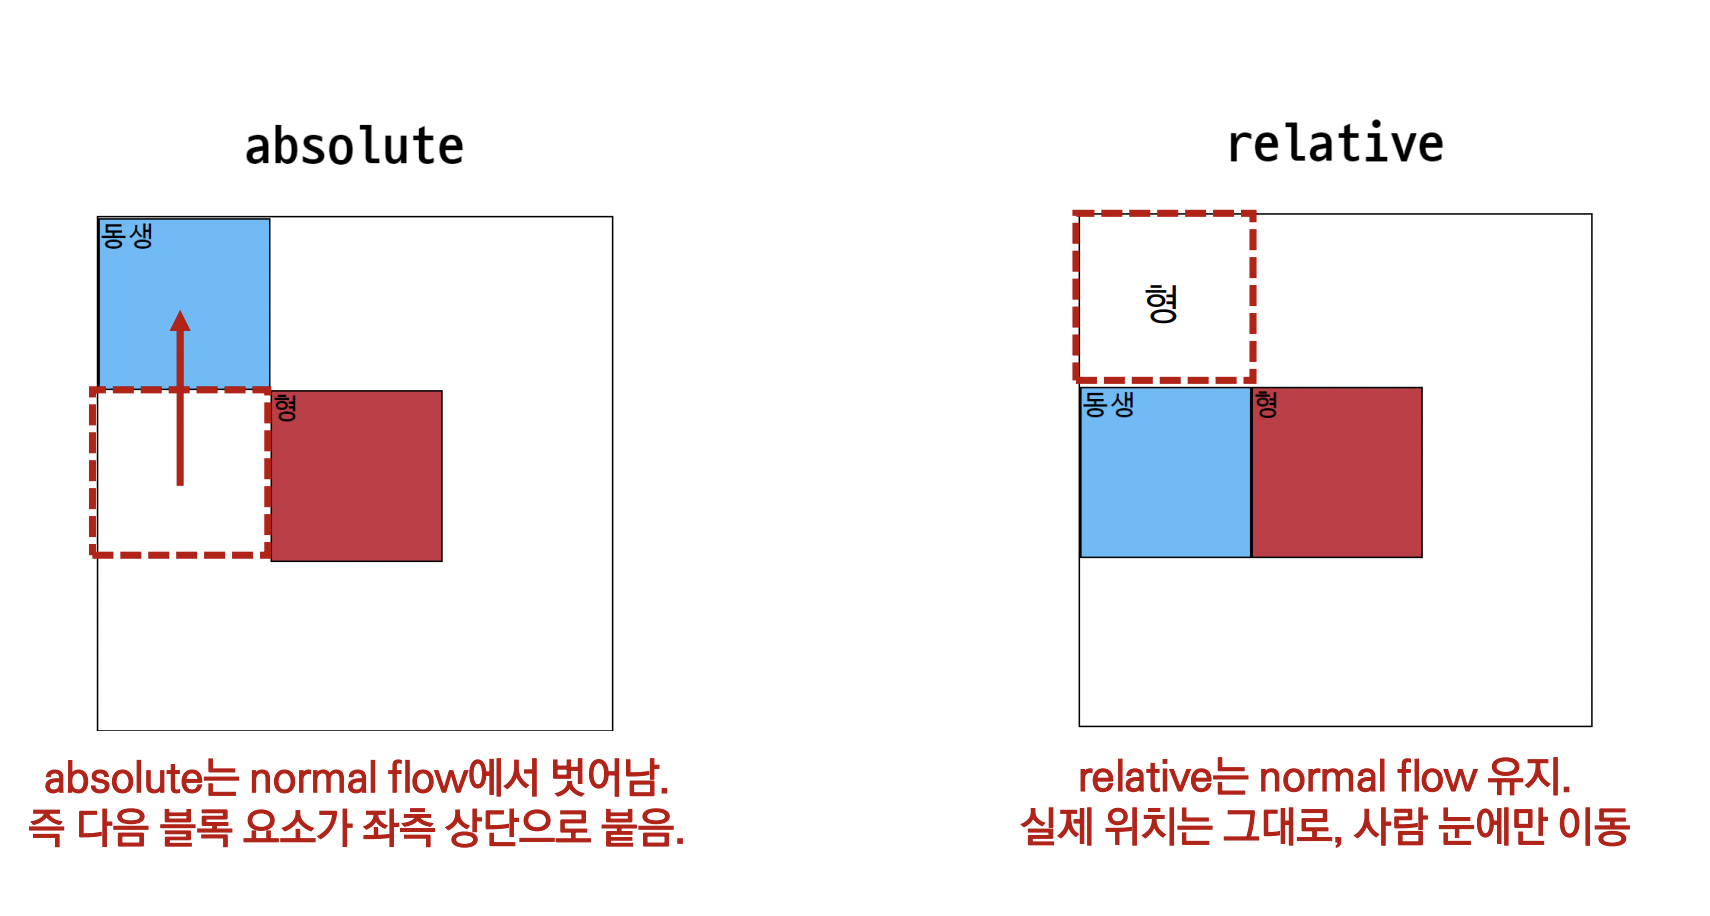 absolute
동생
형
absolute는 normal flow에서 벗어남.
즉 다음 블록 요소가 좌측 상단으로 붙음.
relative
형
동생
형
relative는 normal flow 유지.
실제 위치는 그대로, 사람 눈에만 이동